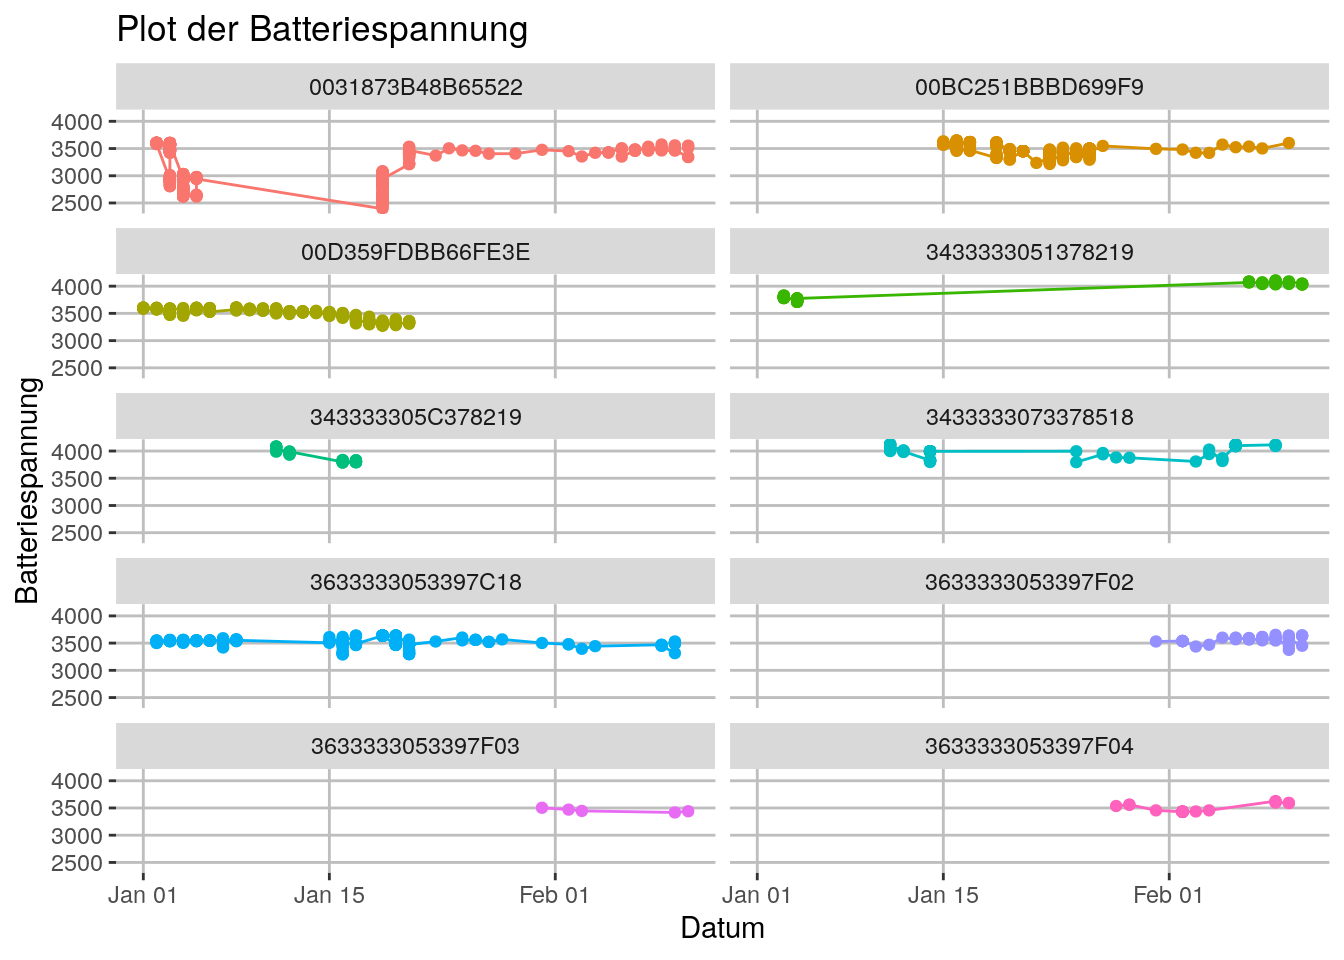 Plot der Batteriespannung
0031873B48B65522
00BC251BBBD699F9
4000
3500
3000
2500
00D359FDBB66FE3E
3433333051378219
4000
3500
3000
2500
343333305C378219
3433333073378518
4000
3500
3000
2500
3633333053397C18
3633333053397F02
4000
3500
3000
2500
3633333053397F03
3633333053397F04
4000
3500
3000
2500
Jan 01
Jan 15
Feb 01
Jan 01
Jan 15
Feb 01
Datum
Batteriespannung